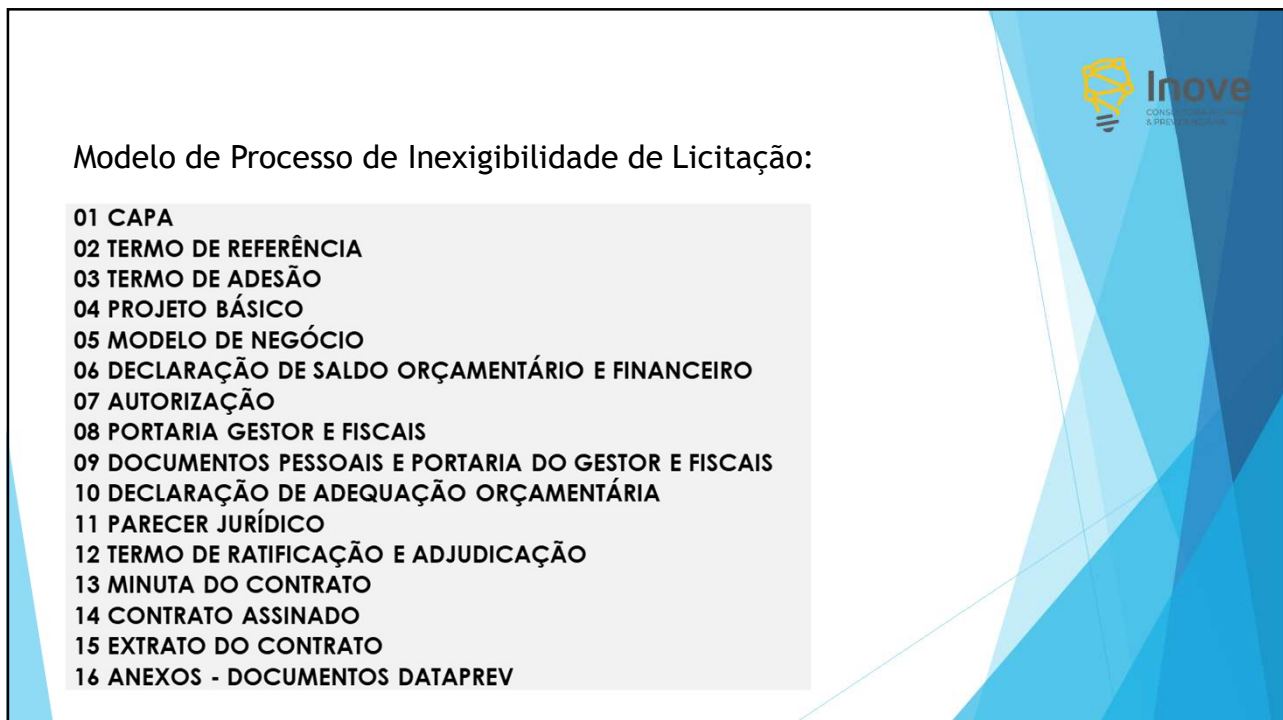 Inove
Modelo de Processo de Inexigibilidade de Licitação:
01 CAPA
02 TERMO DE REFERÊNCIA
03 TERMO DE ADESÃO
04 PROJETO BÁSICO
05 MODELO DE NEGÓCIO
06 DECLARAÇÃO DE SALDO ORÇAMENTÁRIO E FINANCEIRO
07 AUTORIZAÇÃO
08 PORTARIA GESTOR E FISCAIS
09 DOCUMENTOS PESSOAIS E PORTARIA DO GESTOR E FISCAIS
10 DECLARAÇÃO DE ADEQUAÇÃO ORÇAMENTÁRIA
11 PARECER JURÍDICO
12 TERMO DE RATIFICAÇÃO E ADJUDICAÇÃO
13 MINUTA DO CONTRATO
14 CONTRATO ASSINADO
15 EXTRATO DO CONTRATO
16 ANEXOS - DOCUMENTOS DATAPREV